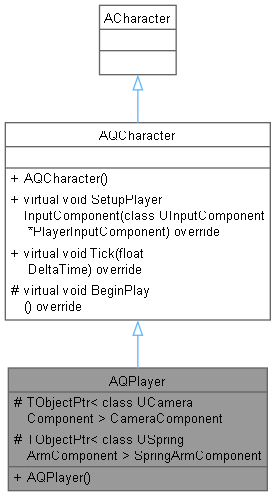 ACharacter
AQCharacter
+ AQCharacter()
+ virtual void SetupPlayer
InputComponent(class UInputComponent
*PlayerInputComponent) override
+ virtual void Tick(float
DeltaTime) override
# virtual void BeginPlay
() override
AQPlayer
# TObjectPtr< class UCamera
Component > CameraComponent
# TObjectPtr< class USpring
ArmComponent > SpringArmComponent
+ AQPlayer()